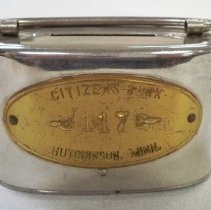 CITIZENS BANK
117
HUTCHINSON, MINN.